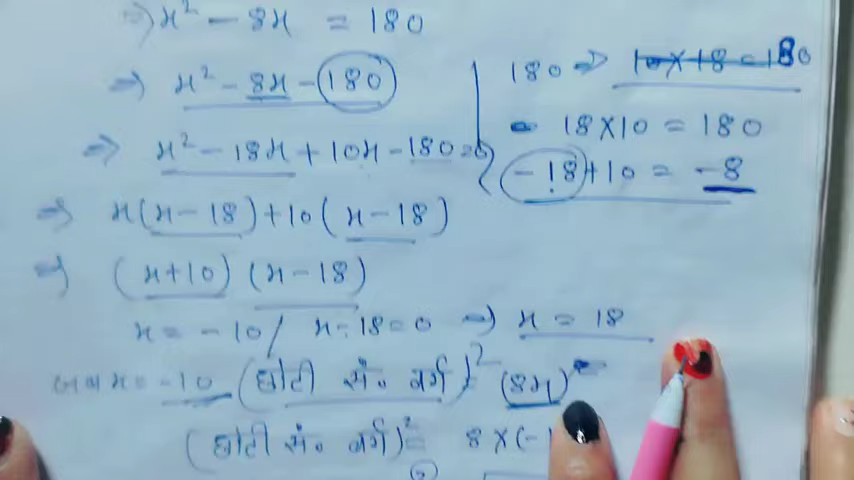 ⇒ x² - 8x = 180
⇒ x² - 8x - 180
⇒ x² - 18x + 10x - 180 = 0
⇒ x(x-18)+10(x-18)
⇒ (x+10)(x-18)
x = -10 / x-18=0 ⇒ x = 18
जब x = -10 (छोटी सं॰ वर्ग)² = (8x)
(छोटी सं॰ वर्ग)² = 8×(-1
180 ⇒ 10×18=180
18×10 = 180
-18+10 = -8